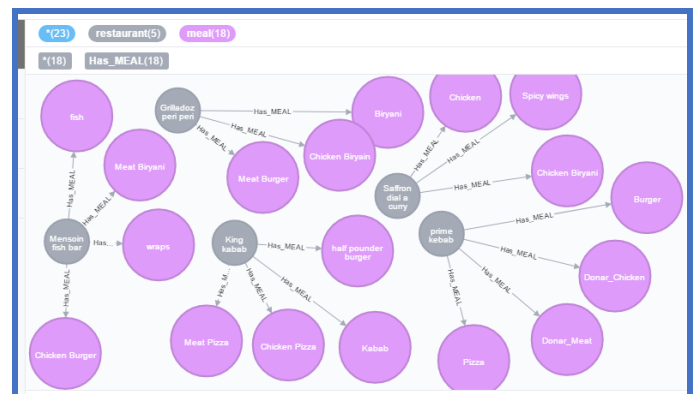 *(23) restaurant(5) meal(18)
*(18) Has_MEAL(18)
fish
Grilladoz
peri peri
Has_MEAL
Biryani
Chicken
Spicy wings
Has_MEAL
Has_MEAL
Has_MEAL
Meat Biryani
Chicken Biryain
Meat Burger
Has_MEAL
Has_MEAL
Has_MEAL
Chicken Biryani
Saffron
dial a
curry
Burger
Has_MEAL
Has_MEAL
Mensoin
fish bar
Has...
wraps
King
kabab
Has_MEAL
half pounder
burger
prime
kebab
Has_MEAL
Has_MEAL
Donar_Chicken
Has_MEAL
Has_M...
Has_MEAL
Has_MEAL
Has_MEAL
Has_MEAL
Chicken Burger
Meat Pizza
Chicken Pizza
Kabab
Pizza
Donar_Meat